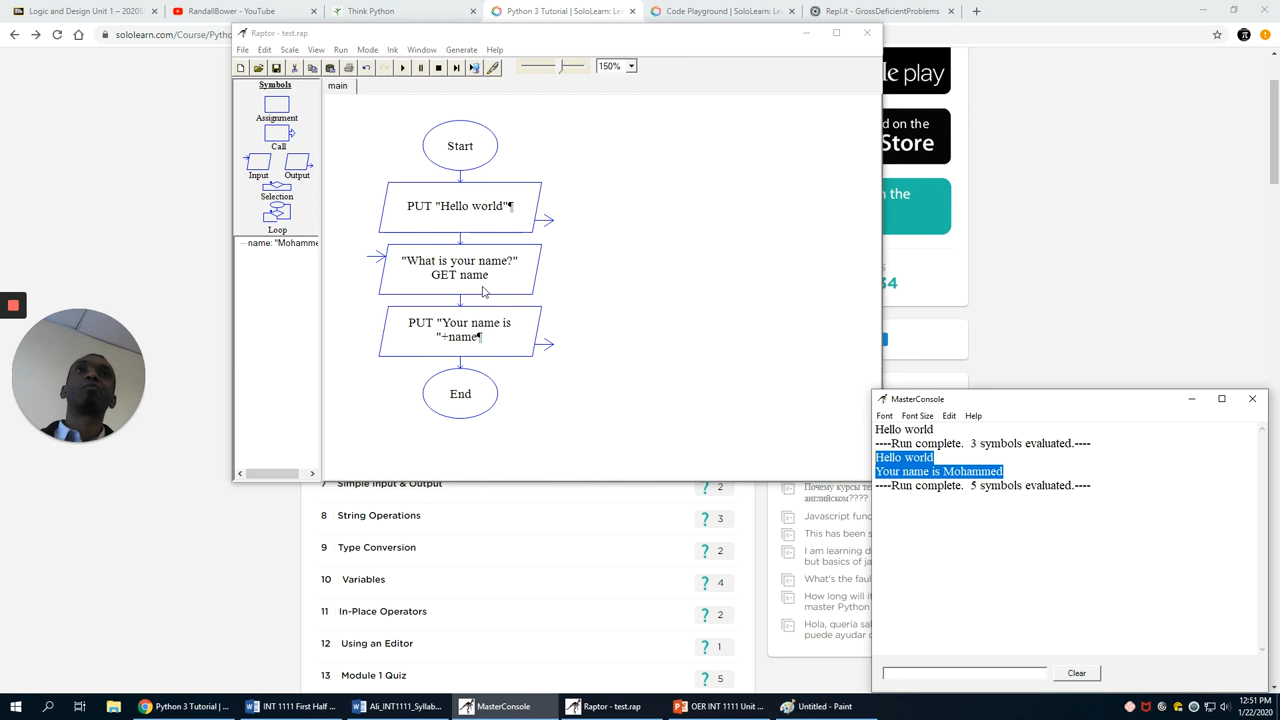 Logic and Design Unit 1 – 2020S
RandallBower - YouTube
Think Python
Python 3 Tutorial | SoloLearn: Le
Code Playground | SoloLearn: Lea
Repl.it - GrossDeficientProblems
sololearn.com/Course/Pytho
Raptor - test.rap
File Edit Scale View Run Mode Ink Window Generate Help
150%
Symbols
Assignment
Call
Input Output
Selection
Loop
name: "Mohamme
main
Start
PUT "Hello world"¶
"What is your name?"
GET name
PUT "Your name is
"+name¶
End
le play
d on the
Store
n the
34
MasterConsole
Font Font Size Edit Help
Hello world
----Run complete. 3 symbols evaluated.----
Hello world
Your name is Mohammed
----Run complete. 5 symbols evaluated.----
Clear
7 Simple Input & Output 2
8 String Operations 3
9 Type Conversion 2
10 Variables 4
11 In-Place Operators 2
12 Using an Editor 1
13 Module 1 Quiz 5
Почему курсы те
английском????
Javascript func
This has been s
I am learning d
but basics of ja
What's the faul
How long will it
master Python
Hola, quería sal
puede ayudar c
Python 3 Tutorial | ...
INT 1111 First Half ...
Ali_INT1111_Syllab...
MasterConsole
Raptor - test.rap
OER INT 1111 Unit ...
Untitled - Paint
12:51 PM
1/22/2020